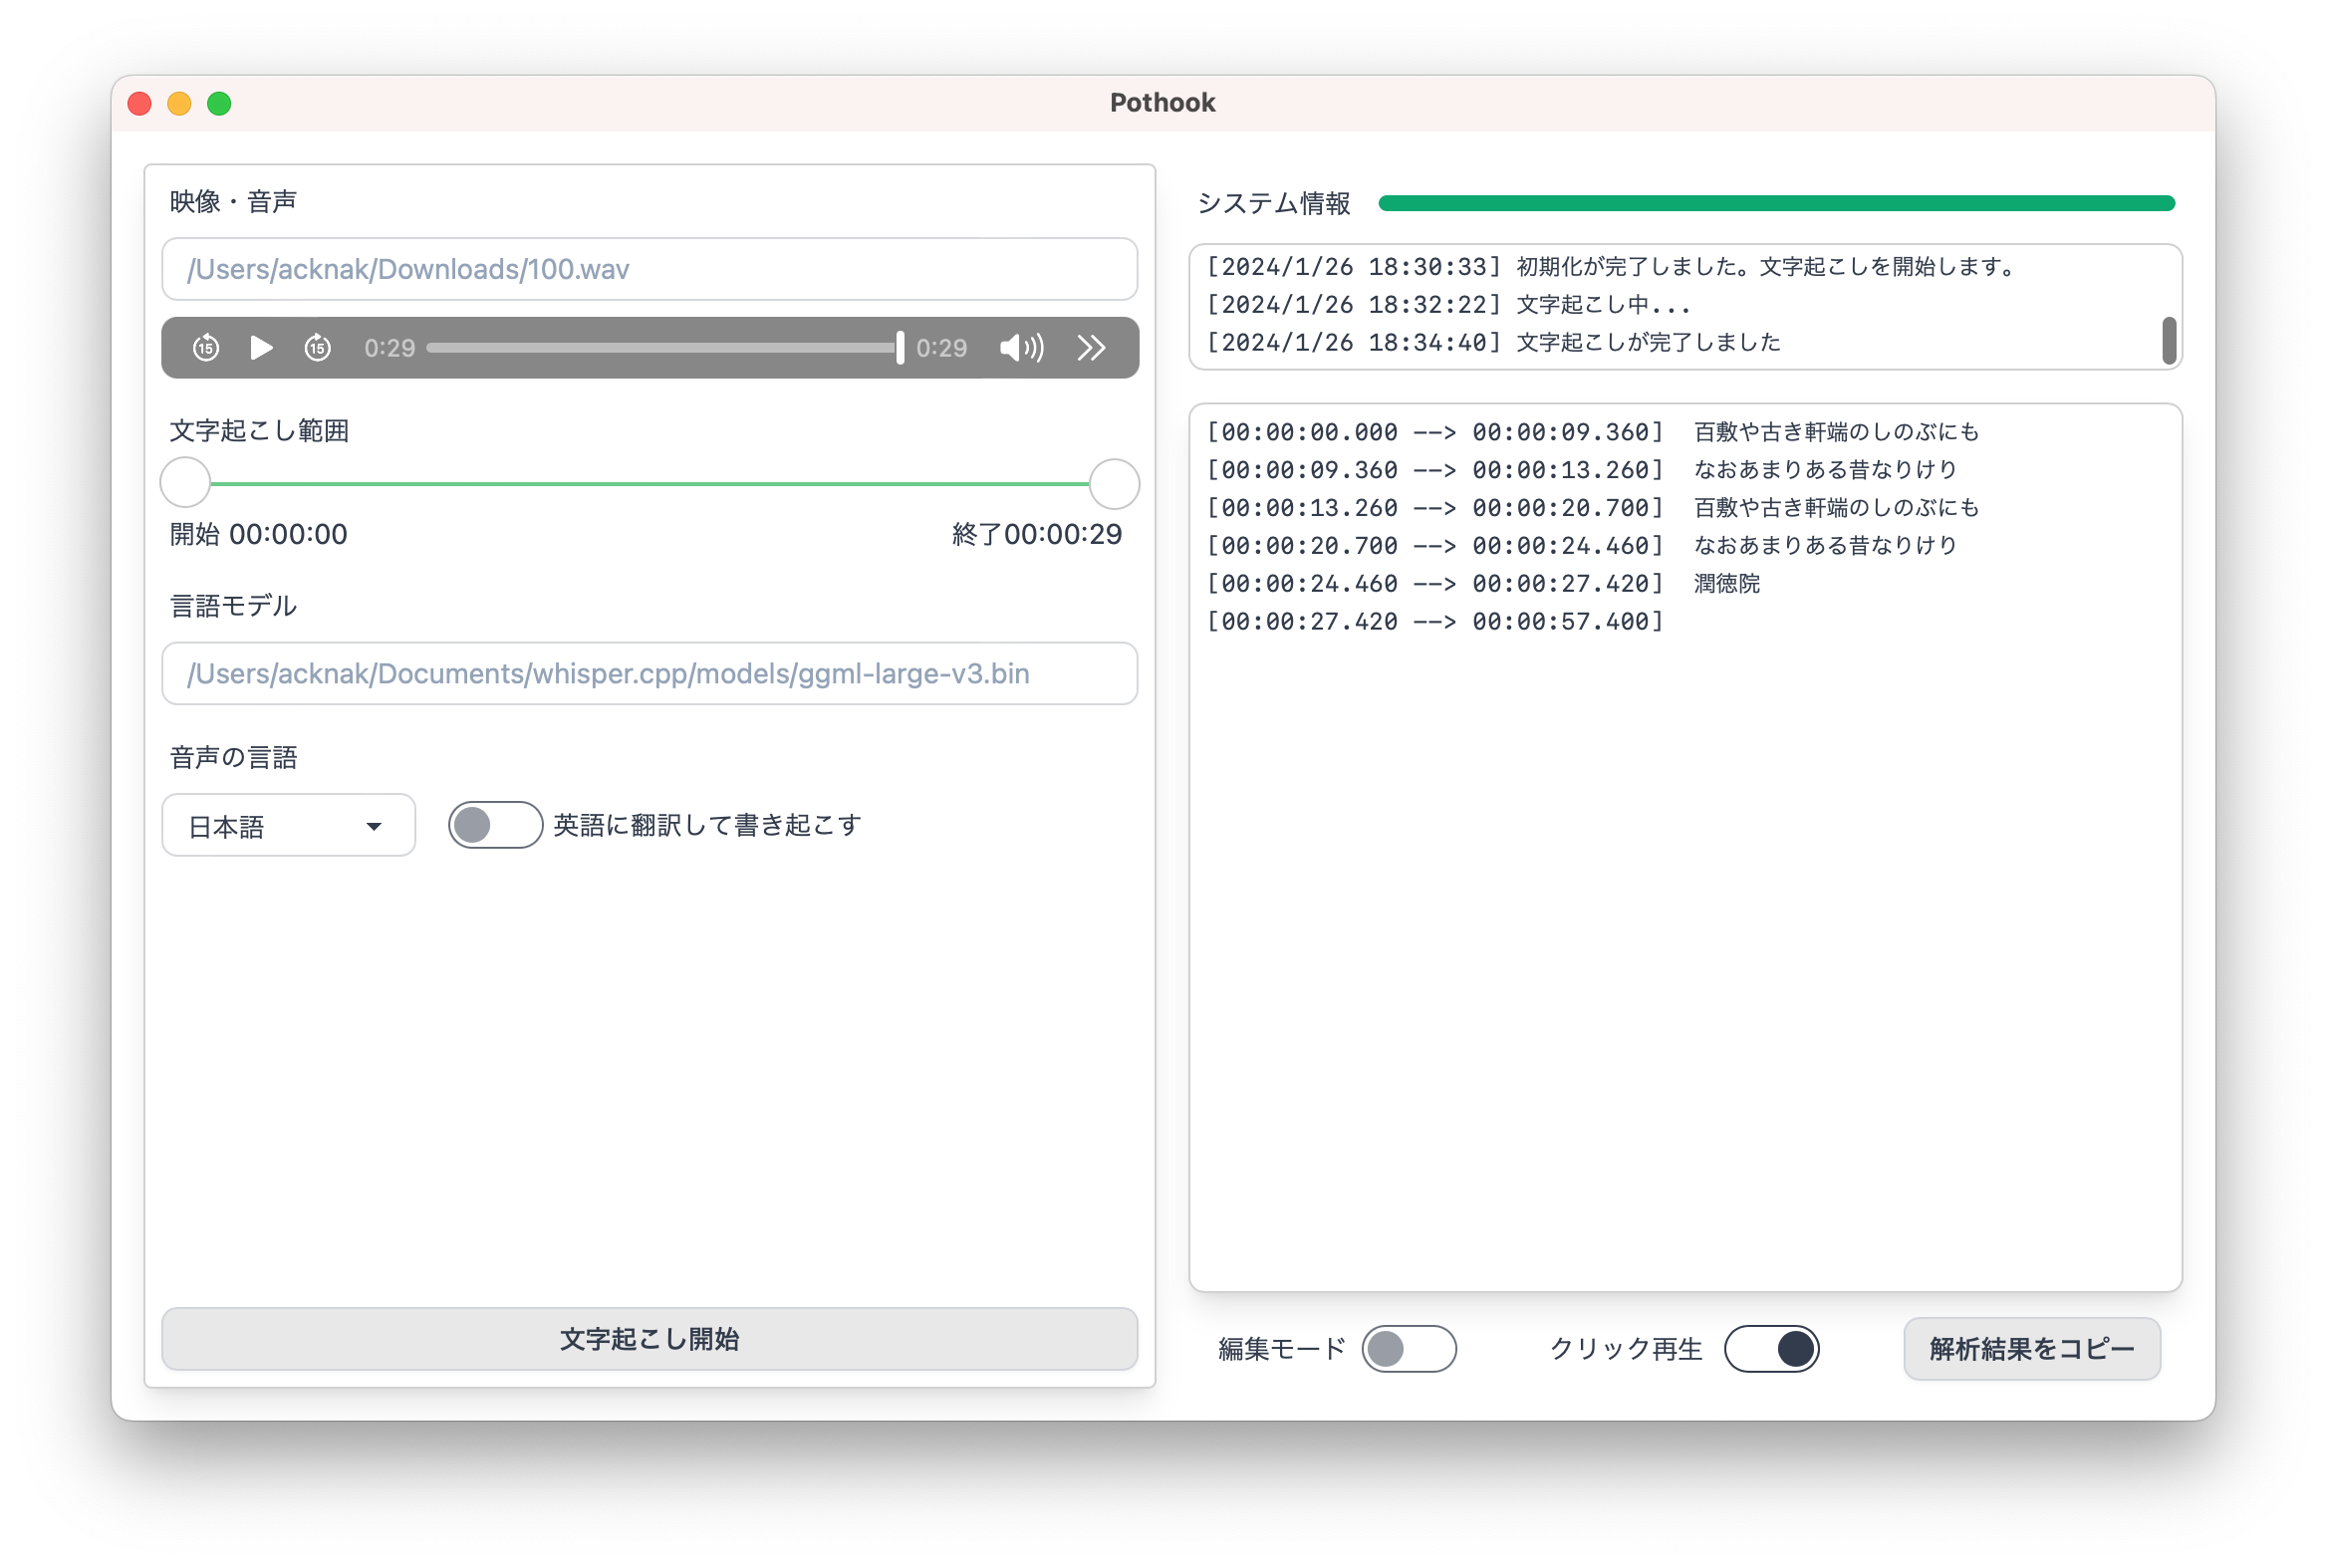 Pothook
映像・音声
/Users/acknak/Downloads/100.wav
15 15 0:29 0:29
文字起こし範囲
開始 00:00:00 終了00:00:29
言語モデル
/Users/acknak/Documents/whisper.cpp/models/ggml-large-v3.bin
音声の言語
日本語 英語に翻訳して書き起こす
文字起こし開始
システム情報
[2024/1/26 18:30:33] 初期化が完了しました。文字起こしを開始します。
[2024/1/26 18:32:22] 文字起こし中...
[2024/1/26 18:34:40] 文字起こしが完了しました
[00:00:00.000 --> 00:00:09.360] 百敷や古き軒端のしのぶにも
[00:00:09.360 --> 00:00:13.260] なおあまりある昔なりけり
[00:00:13.260 --> 00:00:20.700] 百敷や古き軒端のしのぶにも
[00:00:20.700 --> 00:00:24.460] なおあまりある昔なりけり
[00:00:24.460 --> 00:00:27.420] 潤徳院
[00:00:27.420 --> 00:00:57.400]
編集モード クリック再生 解析結果をコピー